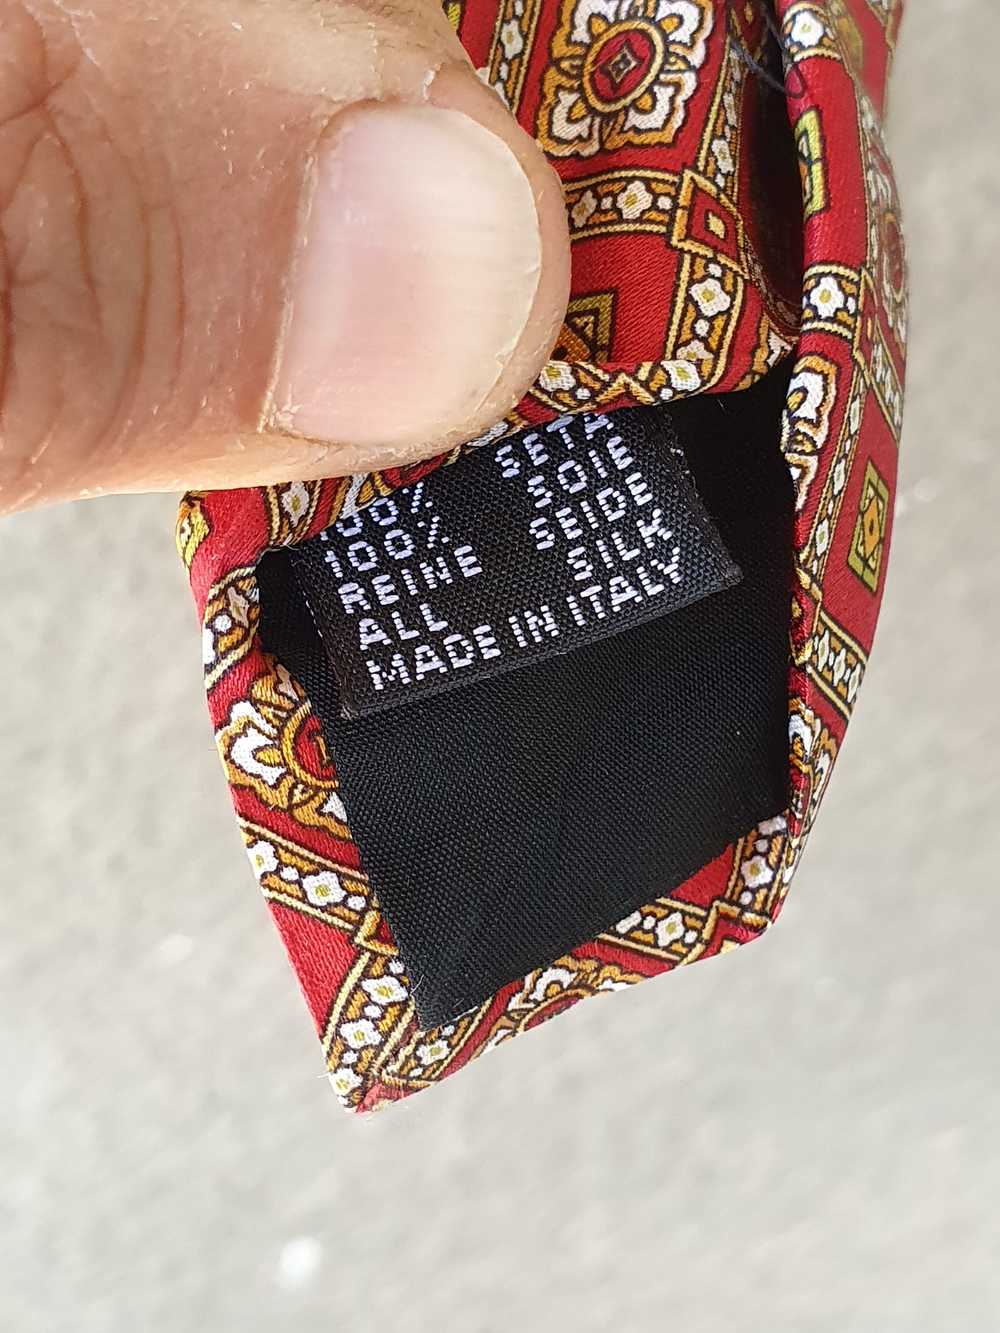 100% SETA
100% SOIE
REINE SEIDE
ALL SILK
MADE IN ITALY